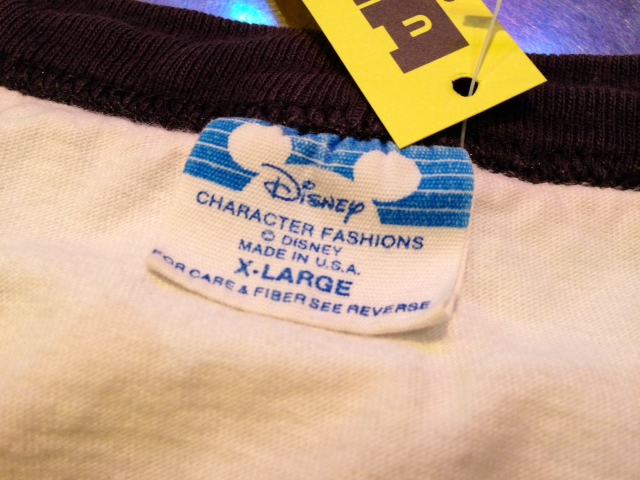 Disney
CHARACTER FASHIONS
© DISNEY
MADE IN U.S.A.
X-LARGE
FOR CARE & FIBER SEE REVERSE